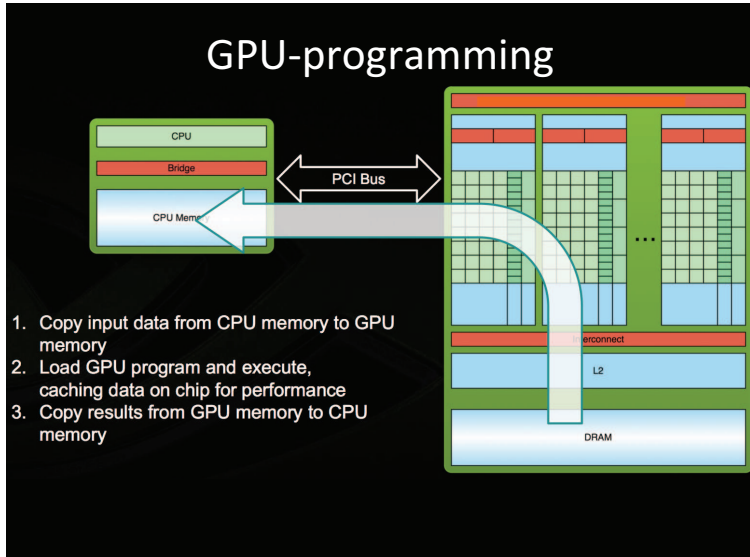 GPU-programming
CPU
Bridge
CPU Memory
PCI Bus
...
Interconnect
L2
DRAM
1. Copy input data from CPU memory to GPU
memory
2. Load GPU program and execute,
caching data on chip for performance
3. Copy results from GPU memory to CPU
memory